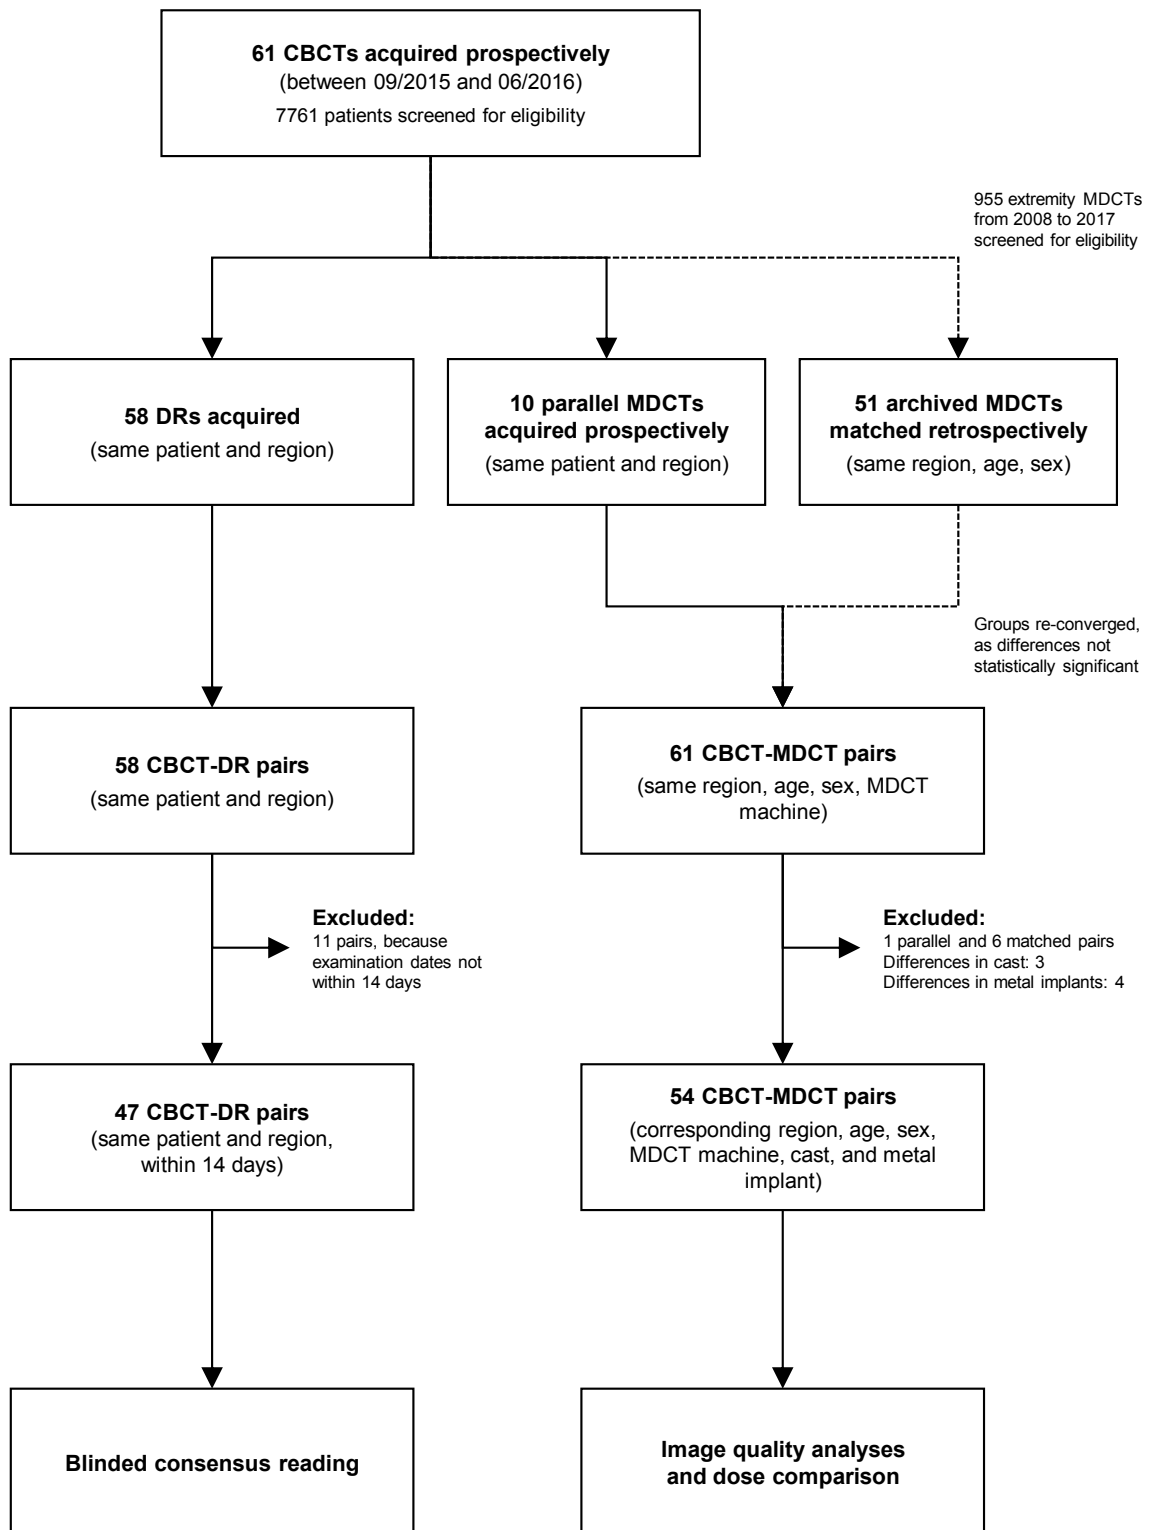 61 CBCTs acquired prospectively
(between 09/2015 and 06/2016)
7761 patients screened for eligibility
955 extremity MDCTs
from 2008 to 2017
screened for eligibility
58 DRs acquired
(same patient and region)
10 parallel MDCTs
acquired prospectively
(same patient and region)
51 archived MDCTs
matched retrospectively
(same region, age, sex)
Groups re-converged,
as differences not
statistically significant
58 CBCT-DR pairs
(same patient and region)
61 CBCT-MDCT pairs
(same region, age, sex, MDCT
machine)
Excluded:
11 pairs, because
examination dates not
within 14 days
Excluded:
1 parallel and 6 matched pairs
Differences in cast: 3
Differences in metal implants: 4
47 CBCT-DR pairs
(same patient and region,
within 14 days)
54 CBCT-MDCT pairs
(corresponding region, age, sex,
MDCT machine, cast, and metal
implant)
Blinded consensus reading
Image quality analyses
and dose comparison